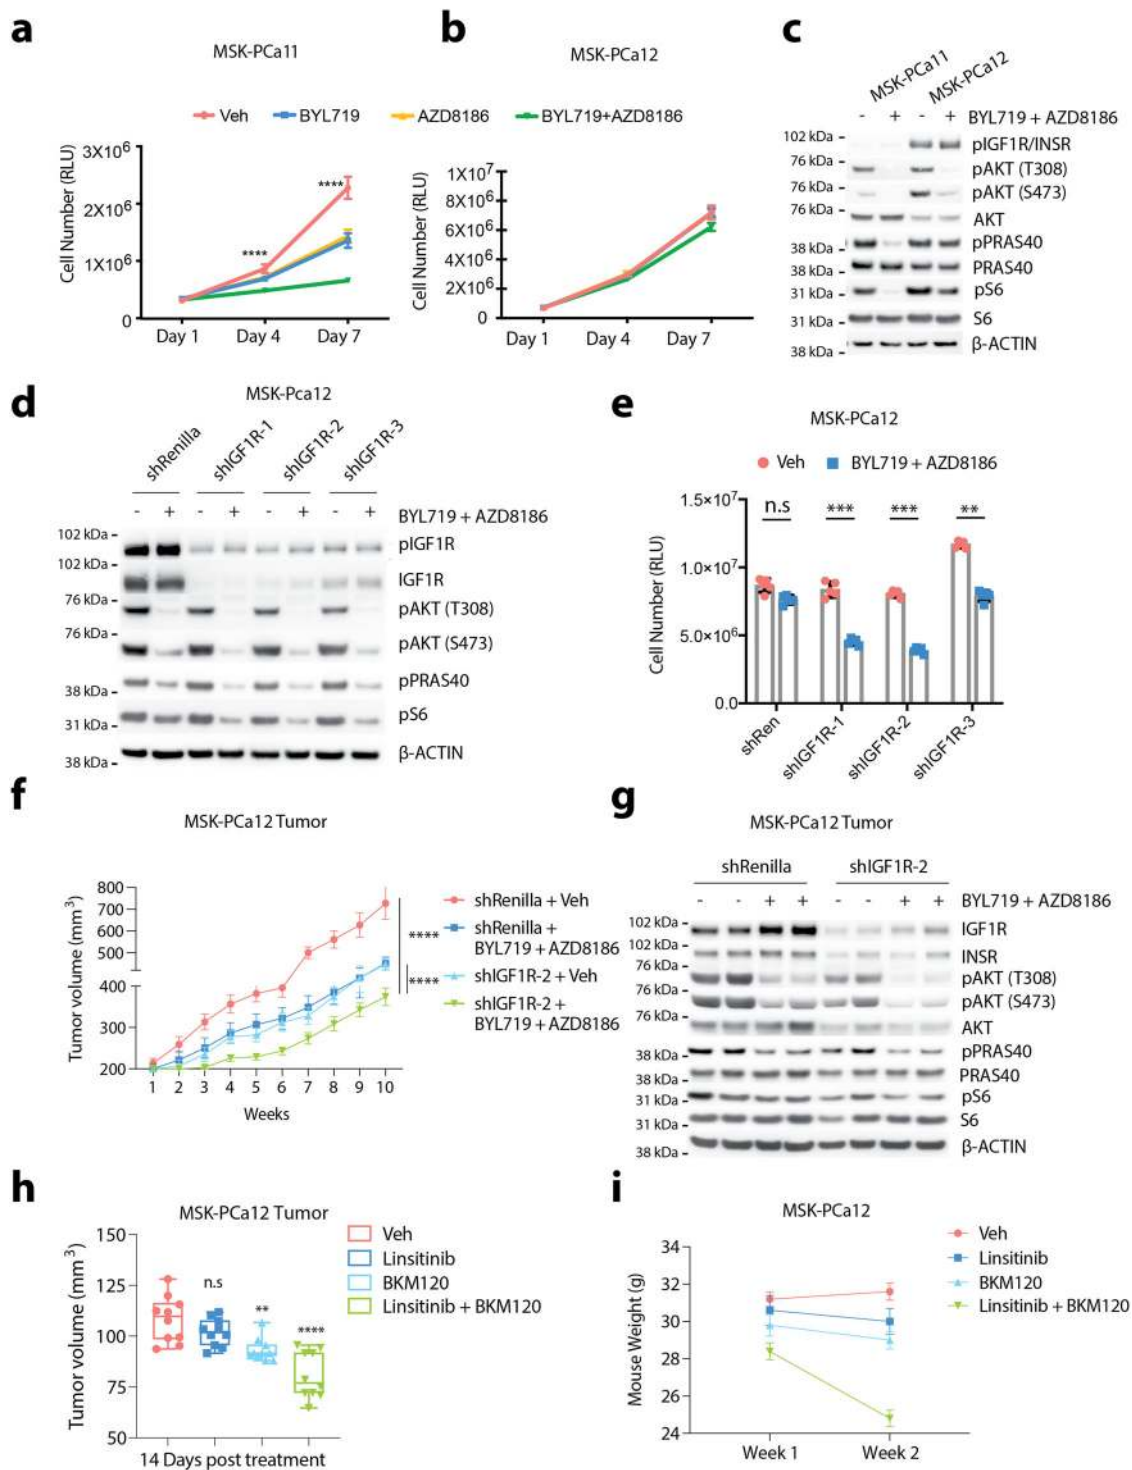 a
MSK-PCa11
b
MSK-PCa12
Veh BYL719 AZD8186 BYL719+AZD8186
3X10⁶
2X10⁶
1X10⁶
0
Cell Number (RLU)
**** ****
Day 1 Day 4 Day 7
1X10⁷
8X10⁶
6X10⁶
4X10⁶
2X10⁶
0
Cell Number (RLU)
Day 1 Day 4 Day 7
c
MSK-PCa11 MSK-PCa12
- + - + BYL719 + AZD8186
102 kDa
pIGF1R/INSR
76 kDa
pAKT (T308)
76 kDa
pAKT (S473)
76 kDa
AKT
38 kDa
pPRAS40
38 kDa
PRAS40
31 kDa
pS6
31 kDa
S6
38 kDa
β-ACTIN
d
MSK-Pca12
shRenilla shIGF1R-1 shIGF1R-2 shIGF1R-3
- + - + - + - + BYL719 + AZD8186
102 kDa
pIGF1R
102 kDa
IGF1R
76 kDa
pAKT (T308)
76 kDa
pAKT (S473)
38 kDa
pPRAS40
31 kDa
pS6
38 kDa
β-ACTIN
e
MSK-PCa12
Veh BYL719 + AZD8186
1.5×10⁷
1.0×10⁷
5.0×10⁶
0.0
Cell Number (RLU)
n.s *** *** **
shRen shIGF1R-1 shIGF1R-2 shIGF1R-3
f
MSK-PCa12 Tumor
800
700
600
500
400
300
200
Tumor volume (mm³)
1 2 3 4 5 6 7 8 9 10
Weeks
shRenilla + Veh
shRenilla +
BYL719 + AZD8186
shIGF1R-2 + Veh
shIGF1R-2 +
BYL719 + AZD8186
****
****
g
MSK-PCa12 Tumor
shRenilla shIGF1R-2
- - + + - - + + BYL719 + AZD8186
102 kDa
IGF1R
102 kDa
INSR
76 kDa
pAKT (T308)
76 kDa
pAKT (S473)
76 kDa
AKT
38 kDa
pPRAS40
38 kDa
PRAS40
31 kDa
pS6
31 kDa
S6
38 kDa
β-ACTIN
h
MSK-PCa12 Tumor
150
125
100
75
50
Tumor volume (mm³)
n.s ** ****
14 Days post treatment
Veh
Linsitinib
BKM120
Linsitinib + BKM120
i
MSK-PCa12
34
32
30
28
26
24
Mouse Weight (g)
Week 1 Week 2
Veh
Linsitinib
BKM120
Linsitinib + BKM120